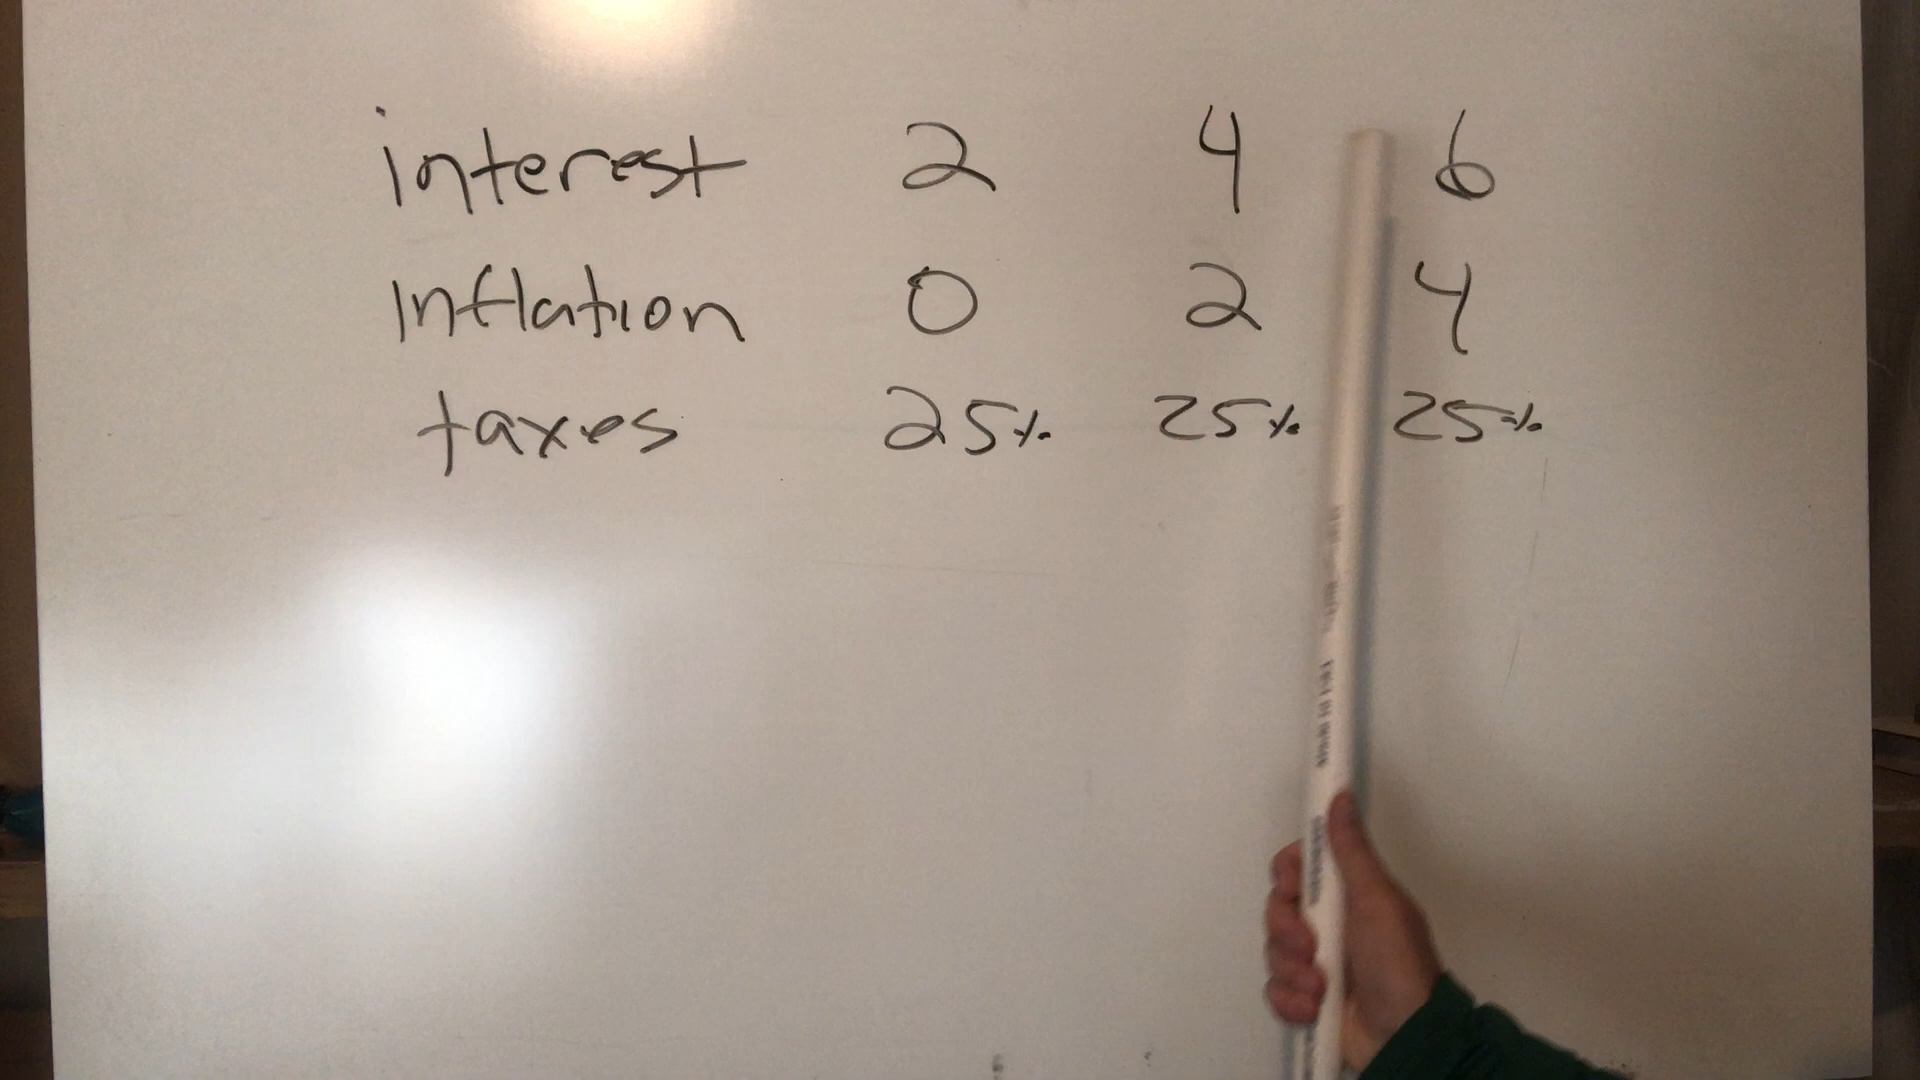 interest 2 4 6
Inflation 0 2 4
taxes 25% 25% 25%